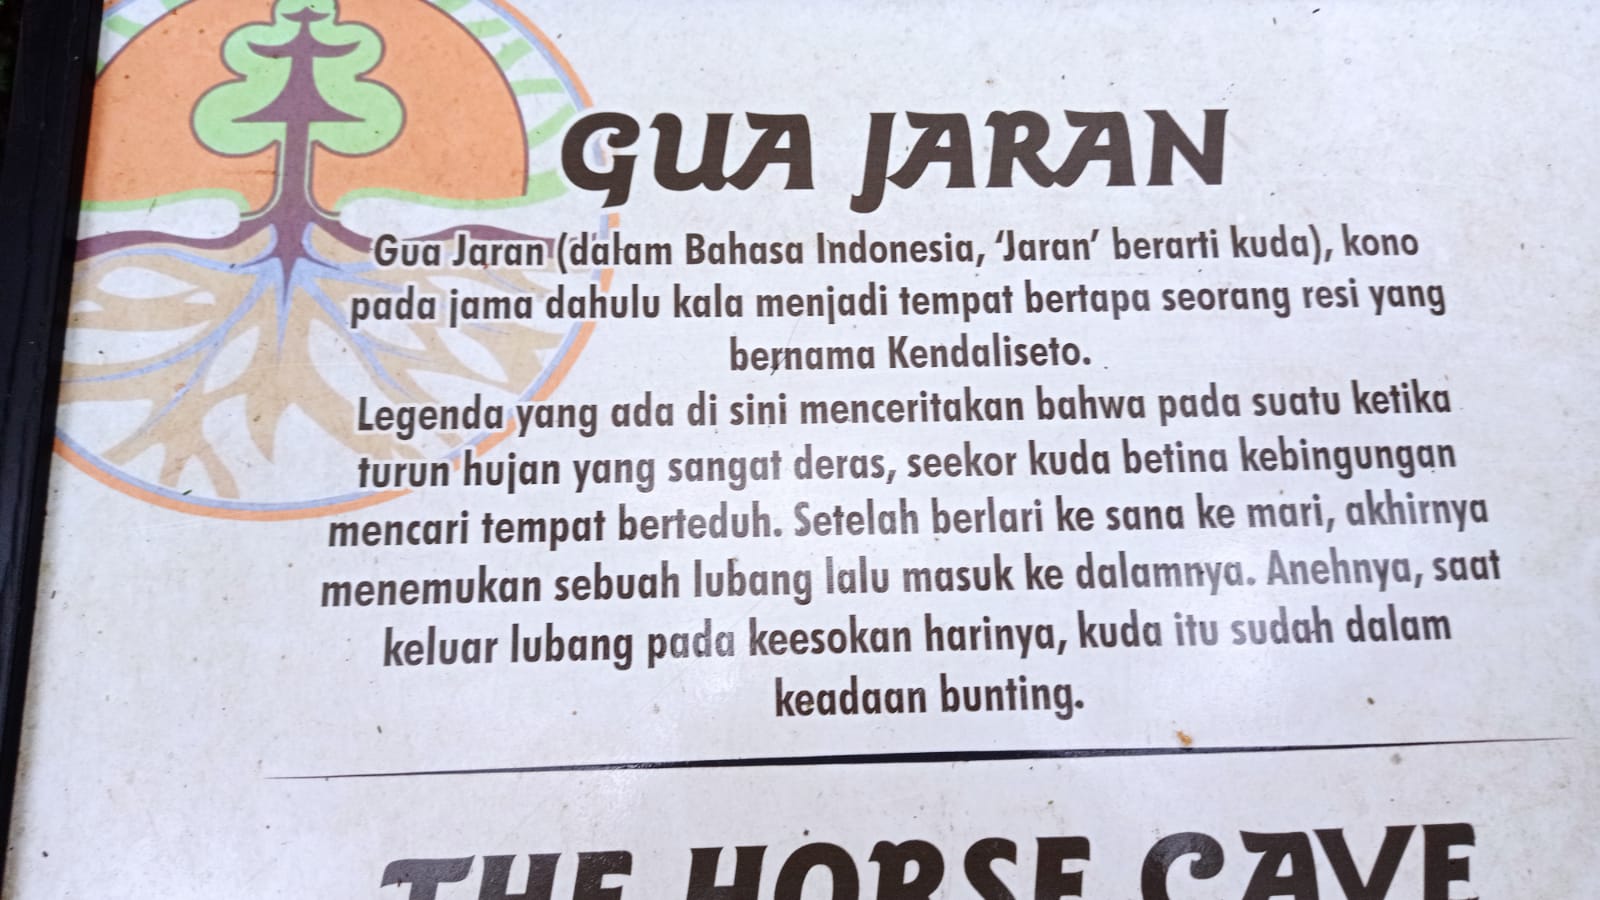 GUA JARAN
Gua Jaran (dalam Bahasa Indonesia, ‘Jaran’ berarti kuda), kono
pada jama dahulu kala menjadi tempat bertapa seorang resi yang
bernama Kendaliseto.
Legenda yang ada di sini menceritakan bahwa pada suatu ketika
turun hujan yang sangat deras, seekor kuda betina kebingungan
mencari tempat berteduh. Setelah berlari ke sana ke mari, akhirnya
menemukan sebuah lubang lalu masuk ke dalamnya. Anehnya, saat
keluar lubang pada keesokan harinya, kuda itu sudah dalam
keadaan bunting.
THE HORSE CAVE